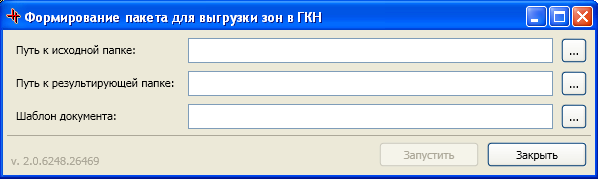 Формирование пакета для выгрузки зон в ГКН
Путь к исходной папке: ...
Путь к результирующей папке: ...
Шаблон документа: ...
v. 2.0.6248.26469 Запустить Закрыть